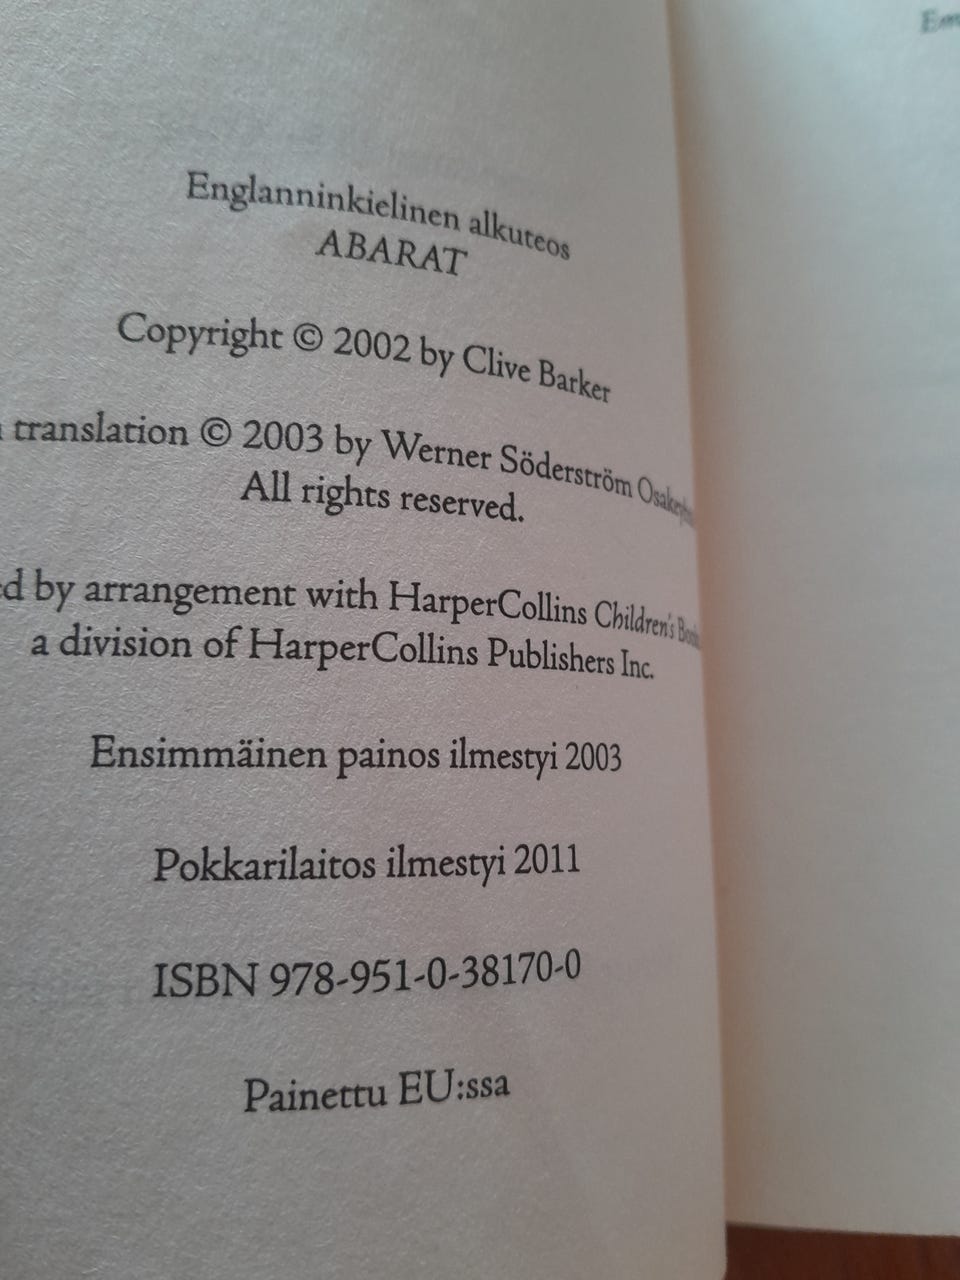 Englanninkielinen alkuteos
ABARAT
Copyright © 2002 by Clive Barker
translation © 2003 by Werner Söderström
All rights reserved.
by arrangement with HarperCollins Children's
a division of HarperCollins Publishers Inc.
Ensimmäinen painos ilmestyi 2003
Pokkarilaitos ilmestyi 2011
ISBN 978-951-0-38170-0
Painettu EU:ssa